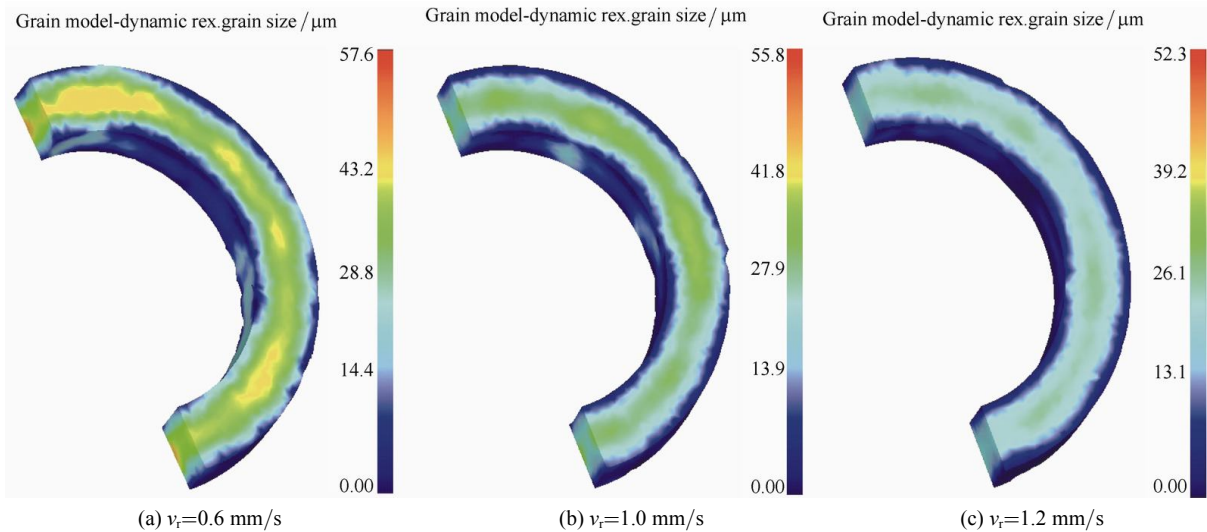 Grain model-dynamic rex.grain size/μm
57.6
43.2
28.8
14.4
0.00
(a) vr=0.6 mm/s
Grain model-dynamic rex.grain size/μm
55.8
41.8
27.9
13.9
0.00
(b) vr=1.0 mm/s
Grain model-dynamic rex.grain size/μm
52.3
39.2
26.1
13.1
0.00
(c) vr=1.2 mm/s